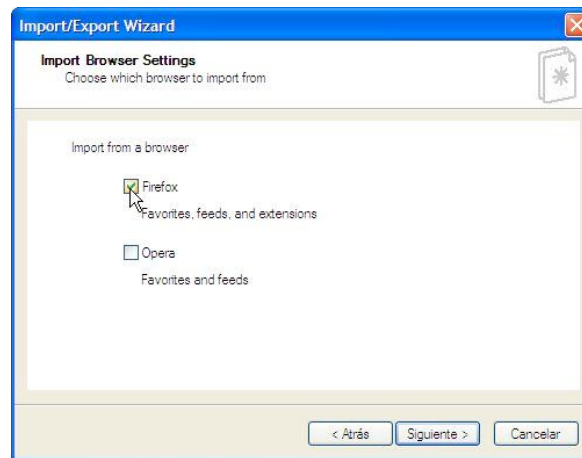 Import/Export Wizard
Import Browser Settings
Choose which browser to import from
Import from a browser
Firefox
Favorites, feeds, and extensions
Opera
Favorites and feeds
< Atrás Siguiente > Cancelar